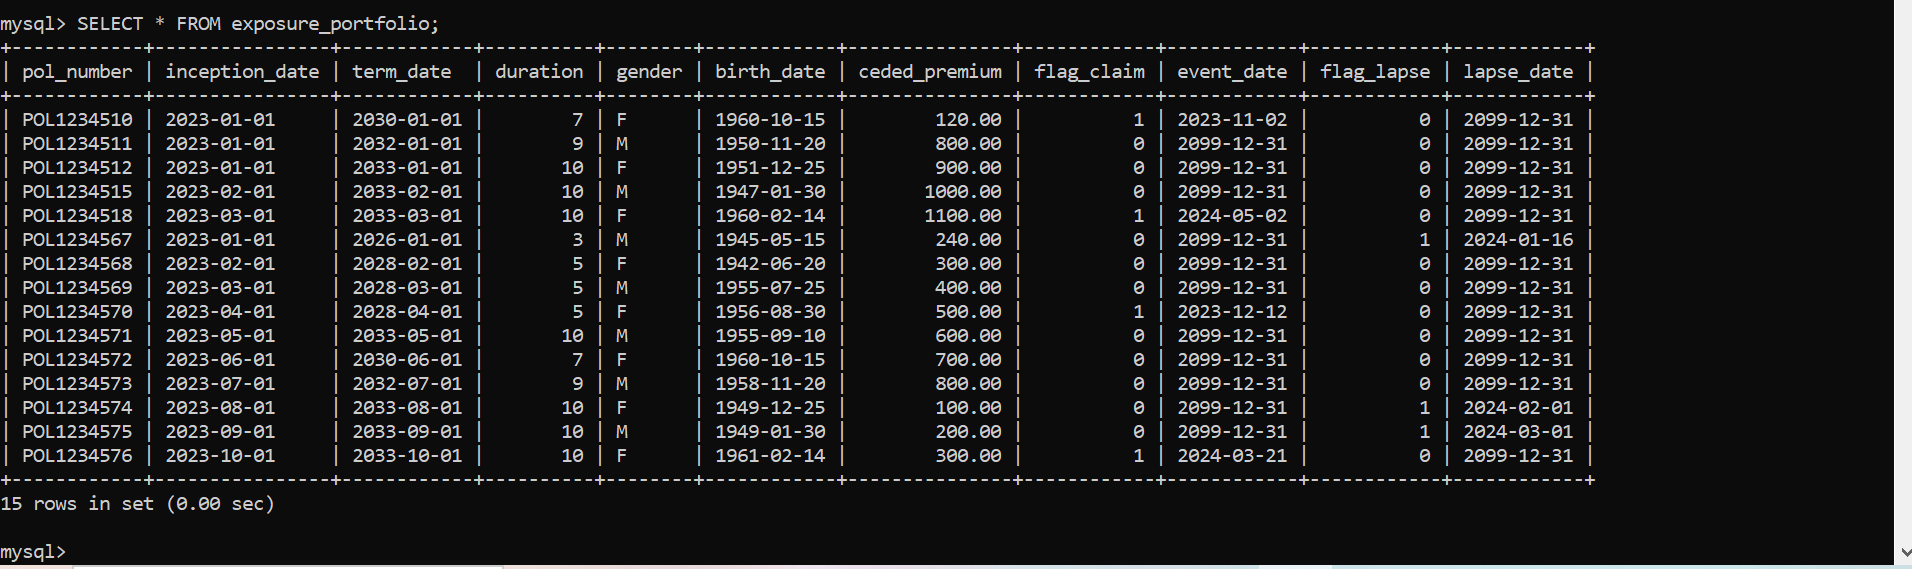 mysql> SELECT * FROM exposure_portfolio;
+------------+----------------+------------+----------+--------+------------+---------------+------------+------------+------------+------------+
| pol_number | inception_date | term_date  | duration | gender | birth_date | ceded_premium | flag_claim | event_date | flag_lapse | lapse_date |
+------------+----------------+------------+----------+--------+------------+---------------+------------+------------+------------+------------+
| POL1234510 | 2023-01-01     | 2030-01-01 |        7 | F      | 1960-10-15 |        120.00 |          1 | 2023-11-02 |          0 | 2099-12-31 |
| POL1234511 | 2023-01-01     | 2032-01-01 |        9 | M      | 1950-11-20 |        800.00 |          0 | 2099-12-31 |          0 | 2099-12-31 |
| POL1234512 | 2023-01-01     | 2033-01-01 |       10 | F      | 1951-12-25 |        900.00 |          0 | 2099-12-31 |          0 | 2099-12-31 |
| POL1234515 | 2023-02-01     | 2033-02-01 |       10 | M      | 1947-01-30 |       1000.00 |          0 | 2099-12-31 |          0 | 2099-12-31 |
| POL1234518 | 2023-03-01     | 2033-03-01 |       10 | F      | 1960-02-14 |       1100.00 |          1 | 2024-05-02 |          0 | 2099-12-31 |
| POL1234567 | 2023-01-01     | 2026-01-01 |        3 | M      | 1945-05-15 |        240.00 |          0 | 2099-12-31 |          1 | 2024-01-16 |
| POL1234568 | 2023-02-01     | 2028-02-01 |        5 | F      | 1942-06-20 |        300.00 |          0 | 2099-12-31 |          0 | 2099-12-31 |
| POL1234569 | 2023-03-01     | 2028-03-01 |        5 | M      | 1955-07-25 |        400.00 |          0 | 2099-12-31 |          0 | 2099-12-31 |
| POL1234570 | 2023-04-01     | 2028-04-01 |        5 | F      | 1956-08-30 |        500.00 |          1 | 2023-12-12 |          0 | 2099-12-31 |
| POL1234571 | 2023-05-01     | 2033-05-01 |       10 | M      | 1955-09-10 |        600.00 |          0 | 2099-12-31 |          0 | 2099-12-31 |
| POL1234572 | 2023-06-01     | 2030-06-01 |        7 | F      | 1960-10-15 |        700.00 |          0 | 2099-12-31 |          0 | 2099-12-31 |
| POL1234573 | 2023-07-01     | 2032-07-01 |        9 | M      | 1958-11-20 |        800.00 |          0 | 2099-12-31 |          0 | 2099-12-31 |
| POL1234574 | 2023-08-01     | 2033-08-01 |       10 | F      | 1949-12-25 |        100.00 |          0 | 2099-12-31 |          1 | 2024-02-01 |
| POL1234575 | 2023-09-01     | 2033-09-01 |       10 | M      | 1949-01-30 |        200.00 |          0 | 2099-12-31 |          1 | 2024-03-01 |
| POL1234576 | 2023-10-01     | 2033-10-01 |       10 | F      | 1961-02-14 |        300.00 |          1 | 2024-03-21 |          0 | 2099-12-31 |
+------------+----------------+------------+----------+--------+------------+---------------+------------+------------+------------+------------+
15 rows in set (0.00 sec)
mysql>